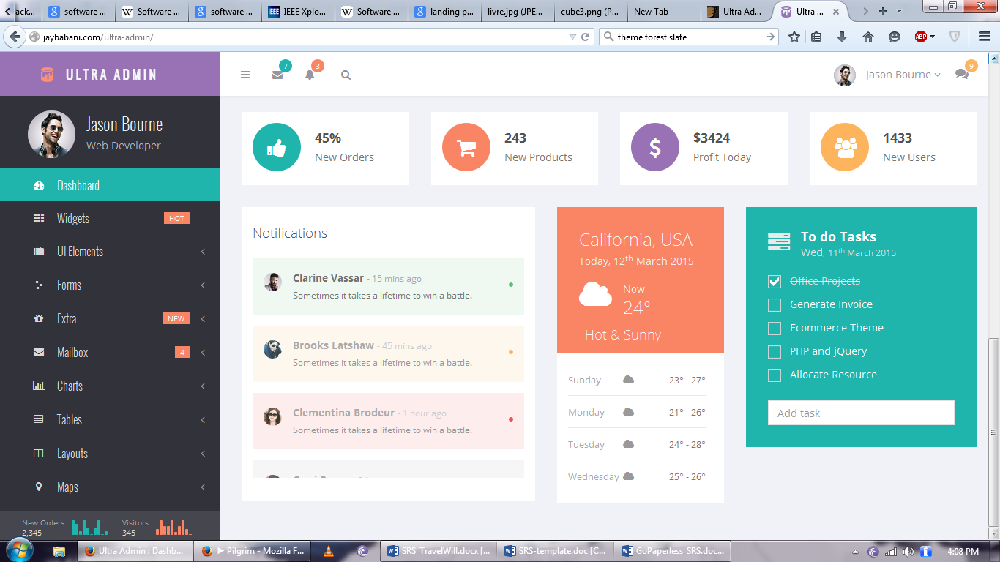 ack...
software ...
Software ...
software ...
IEEE Xplo...
Software ...
landing p...
livre.jpg (JPE...
cube3.png (P...
New Tab
Ultra Ad...
Ultra ...
jaybabani.com/ultra-admin/
theme forest slate
ABP
ULTRA ADMIN
7
3
Jason Bourne
9
Jason Bourne
Web Developer
Dashboard
Widgets HOT
UI Elements
Forms
Extra NEW
Mailbox 4
Charts
Tables
Layouts
Maps
New Orders
2,345
Visitors
345
45%
New Orders
243
New Products
$3424
Profit Today
1433
New Users
Notifications
Clarine Vassar - 15 mins ago
Sometimes it takes a lifetime to win a battle.
Brooks Latshaw - 45 mins ago
Sometimes it takes a lifetime to win a battle.
Clementina Brodeur - 1 hour ago
Sometimes it takes a lifetime to win a battle.
California, USA
Today, 12th March 2015
Now
24°
Hot & Sunny
Sunday 23° - 27°
Monday 21° - 26°
Tuesday 24° - 28°
Wednesday 25° - 26°
To do Tasks
Wed, 11th March 2015
Office Projects
Generate Invoice
Ecommerce Theme
PHP and jQuery
Allocate Resource
Add task
Ultra Admin : Dashb...
Pilgrim - Mozilla F...
SRS_TravelWill.docx [...
SRS-template.doc [C...
GoPaperless_SRS.doc...
4:08 PM